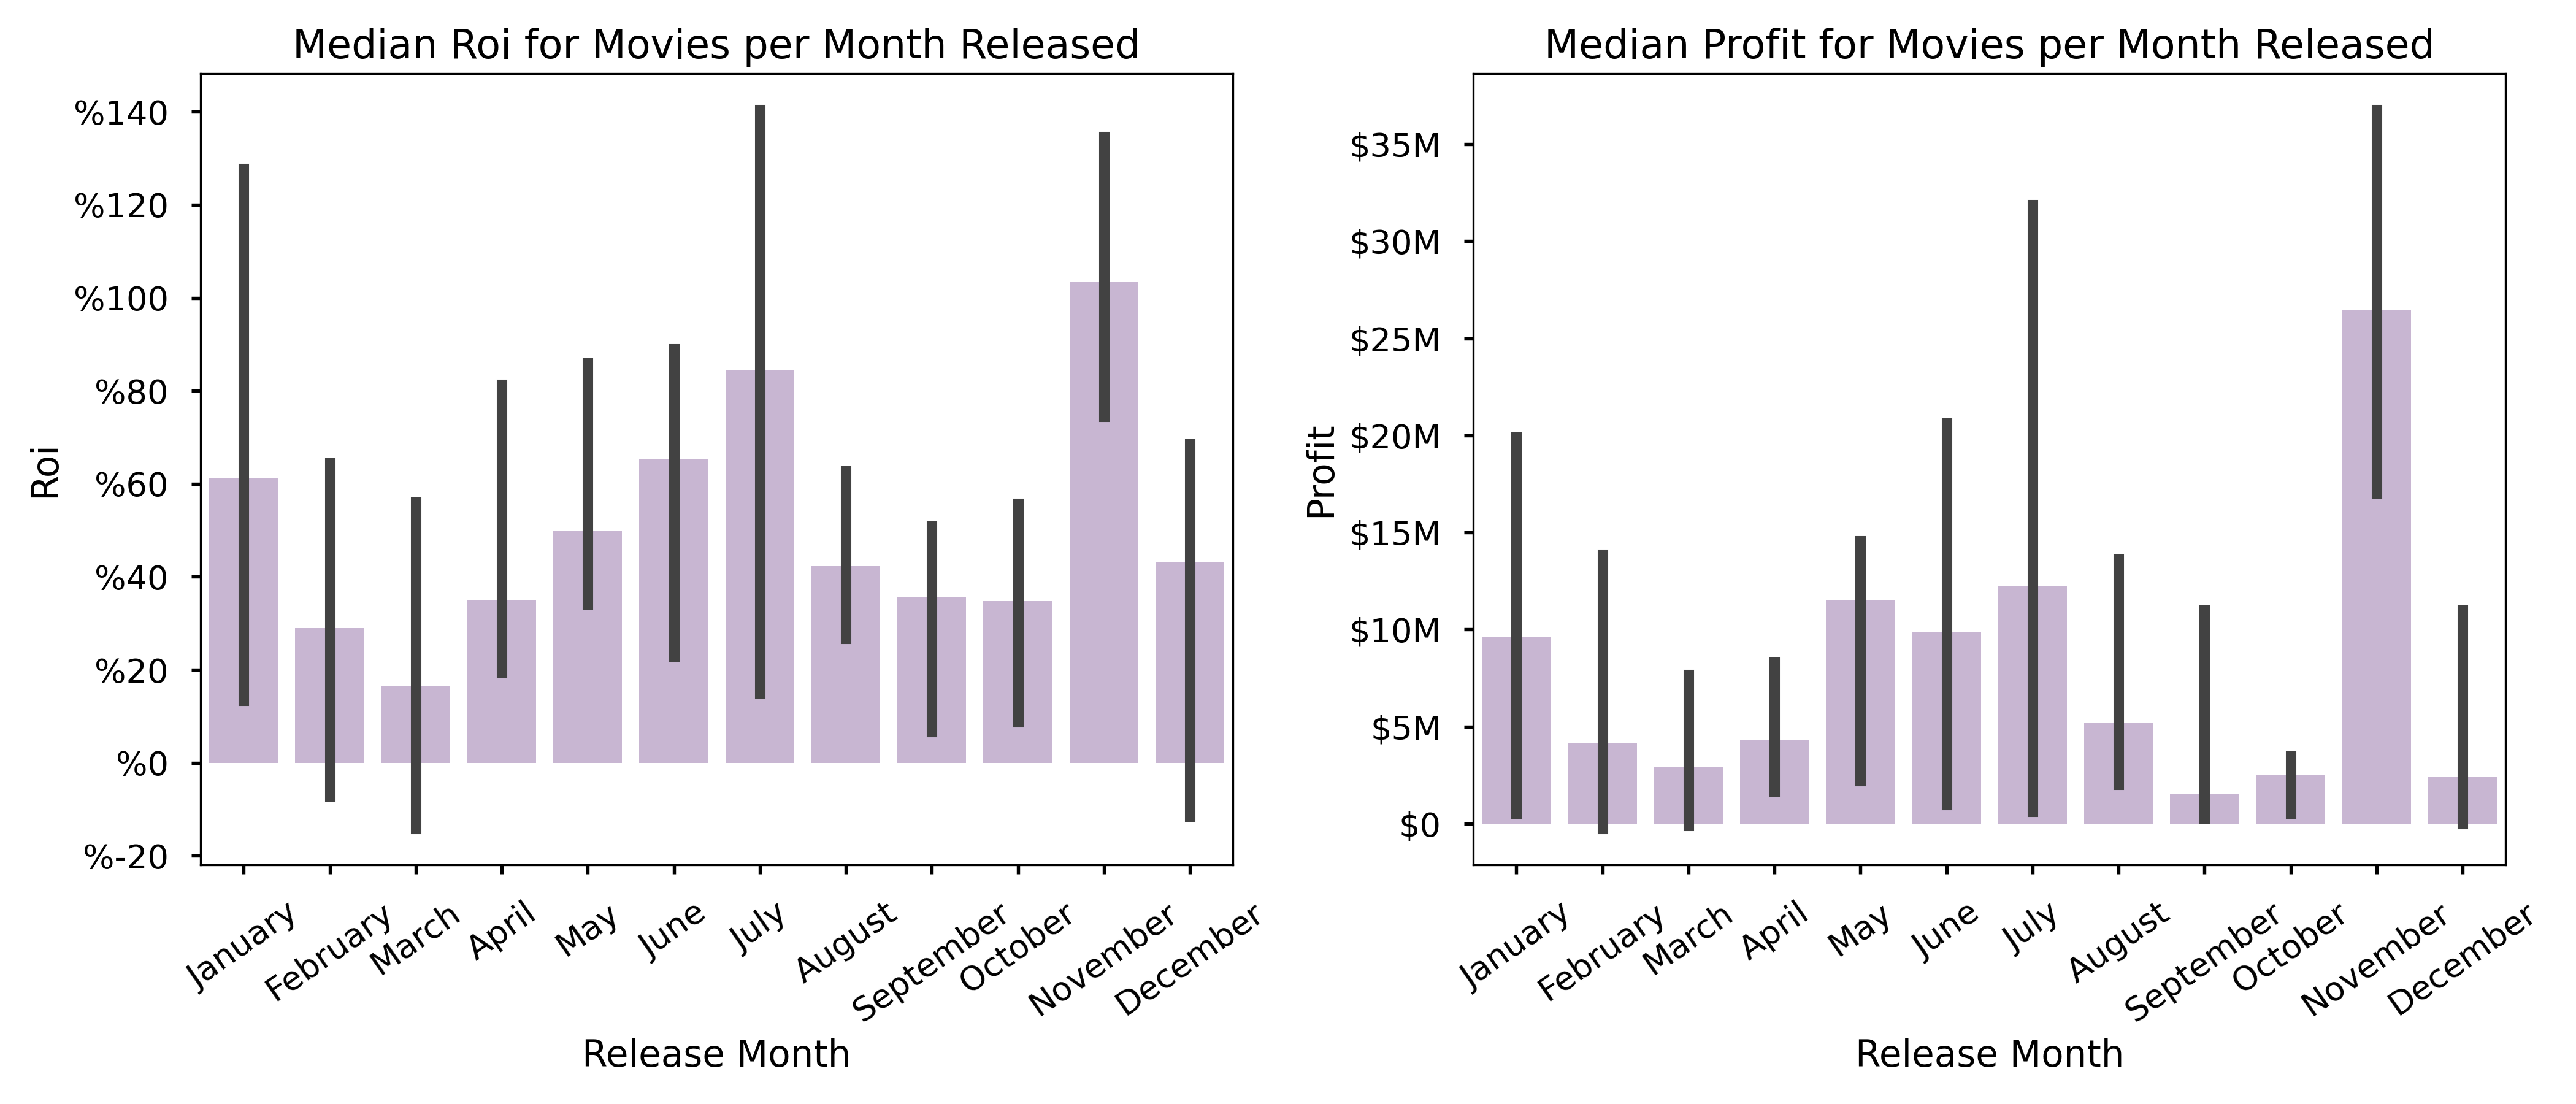 Median Roi for Movies per Month Released
%140
%120
%100
%80
%60
%40
%20
%0
%-20
Roi
January
February
March
April
May
June
July
August
September
October
November
December
Release Month
Median Profit for Movies per Month Released
$35M
$30M
$25M
$20M
$15M
$10M
$5M
$0
Profit
January
February
March
April
May
June
July
August
September
October
November
December
Release Month